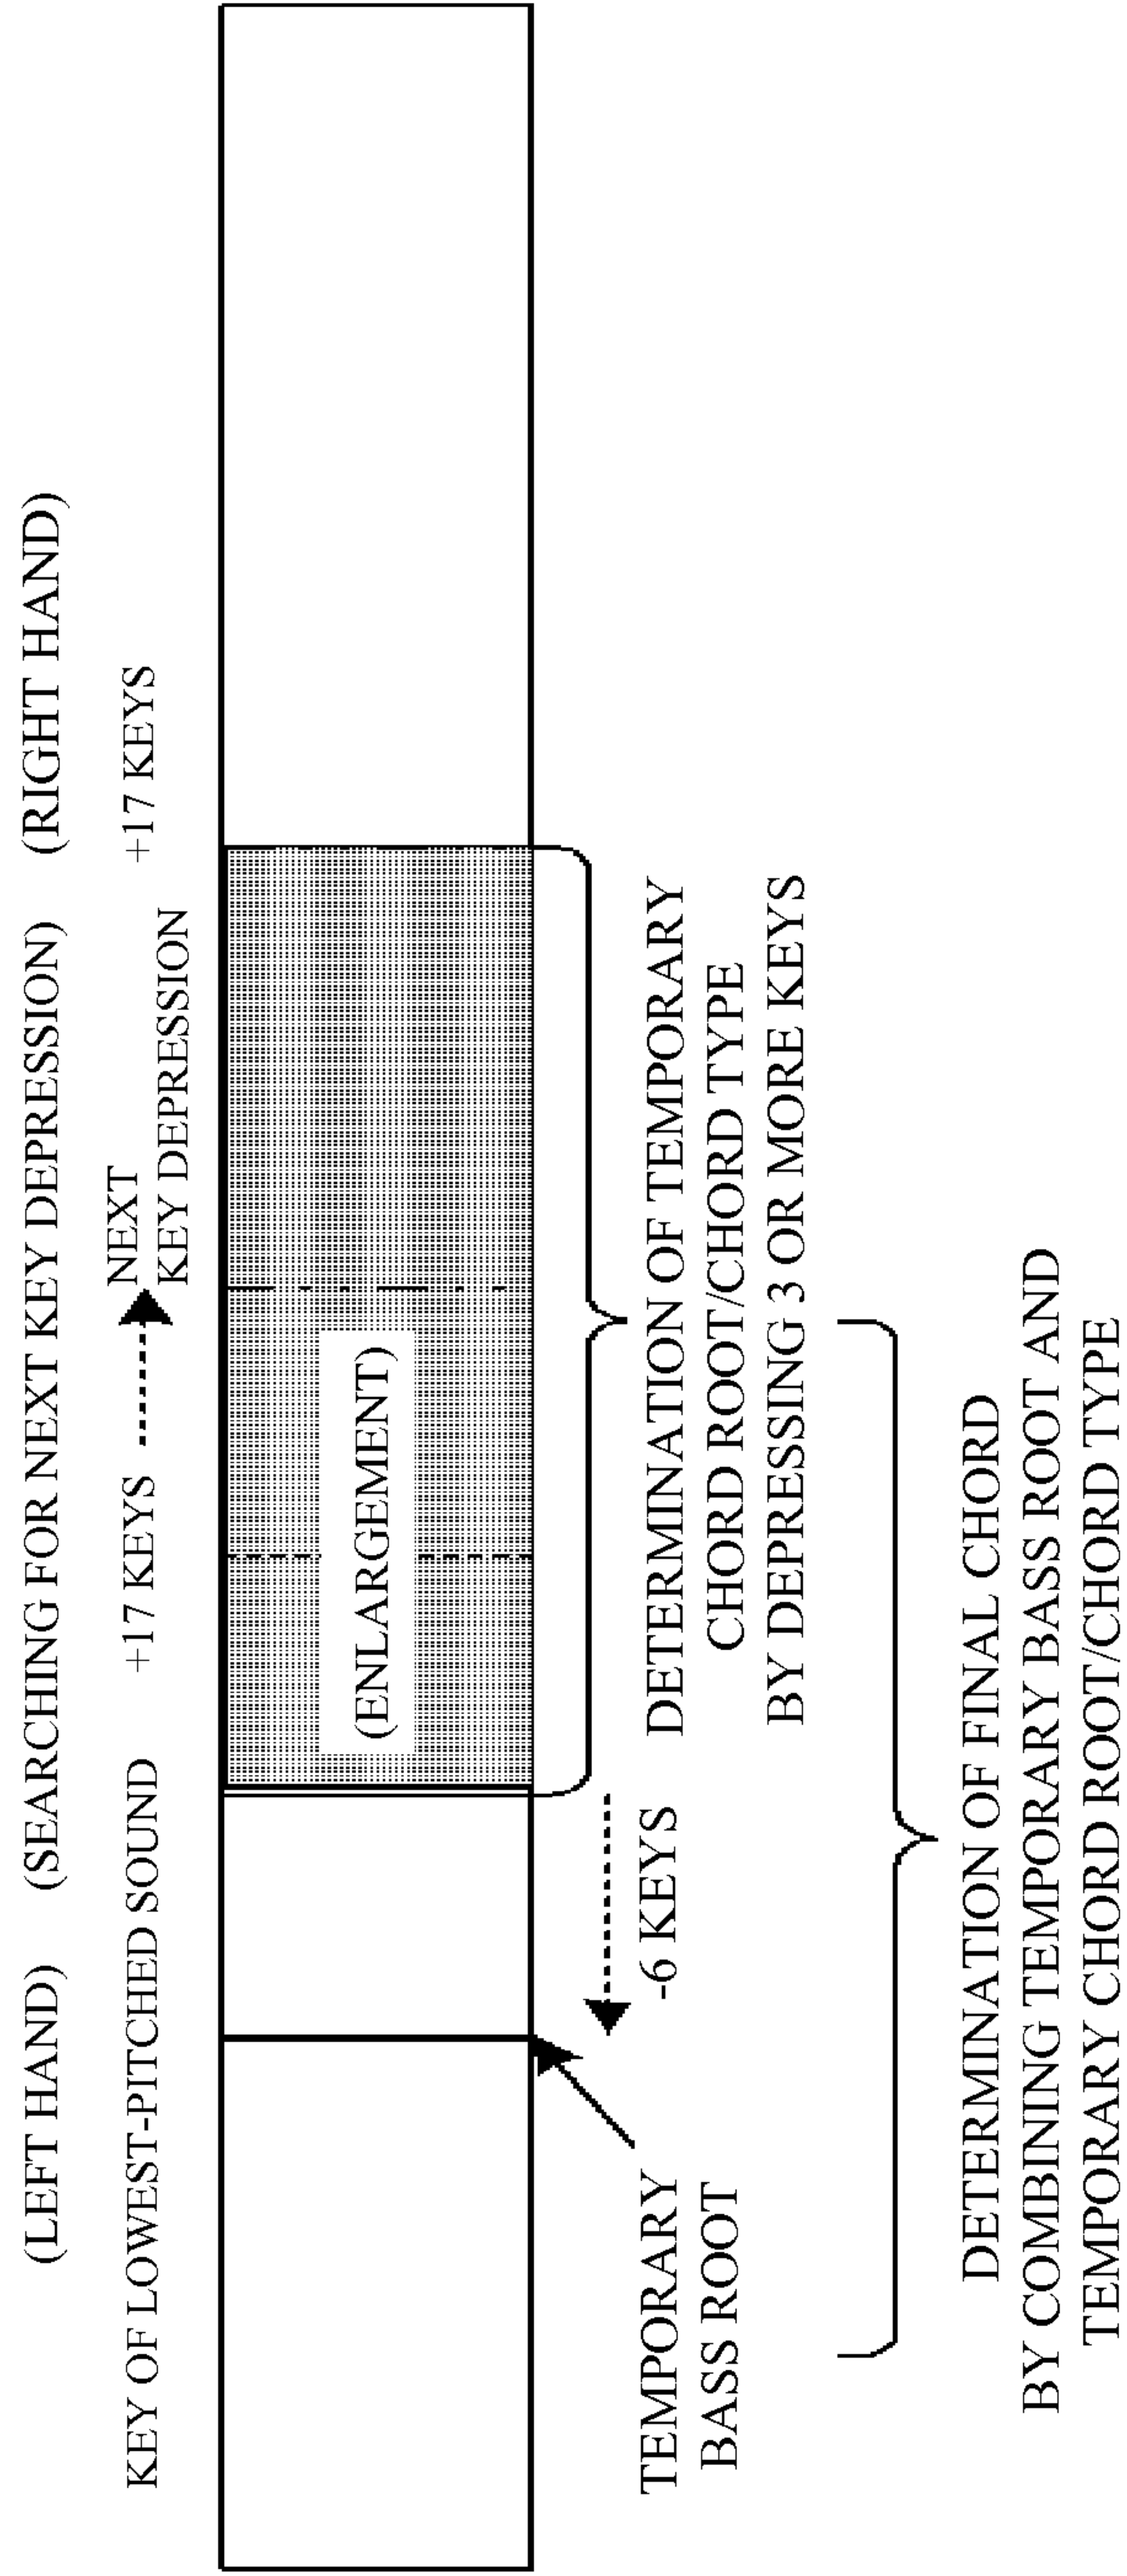 (LEFT HAND) (SEARCHING FOR NEXT KEY DEPRESSION) (RIGHT HAND)
KEY OF LOWEST-PITCHED SOUND +17 KEYS NEXT +17 KEYS
KEY DEPRESSION
(ENLARGEMENT)
-6 KEYS
TEMPORARY
BASS ROOT
DETERMINATION OF TEMPORARY
CHORD ROOT/CHORD TYPE
BY DEPRESSING 3 OR MORE KEYS
DETERMINATION OF FINAL CHORD
BY COMBINING TEMPORARY BASS ROOT AND
TEMPORARY CHORD ROOT/CHORD TYPE